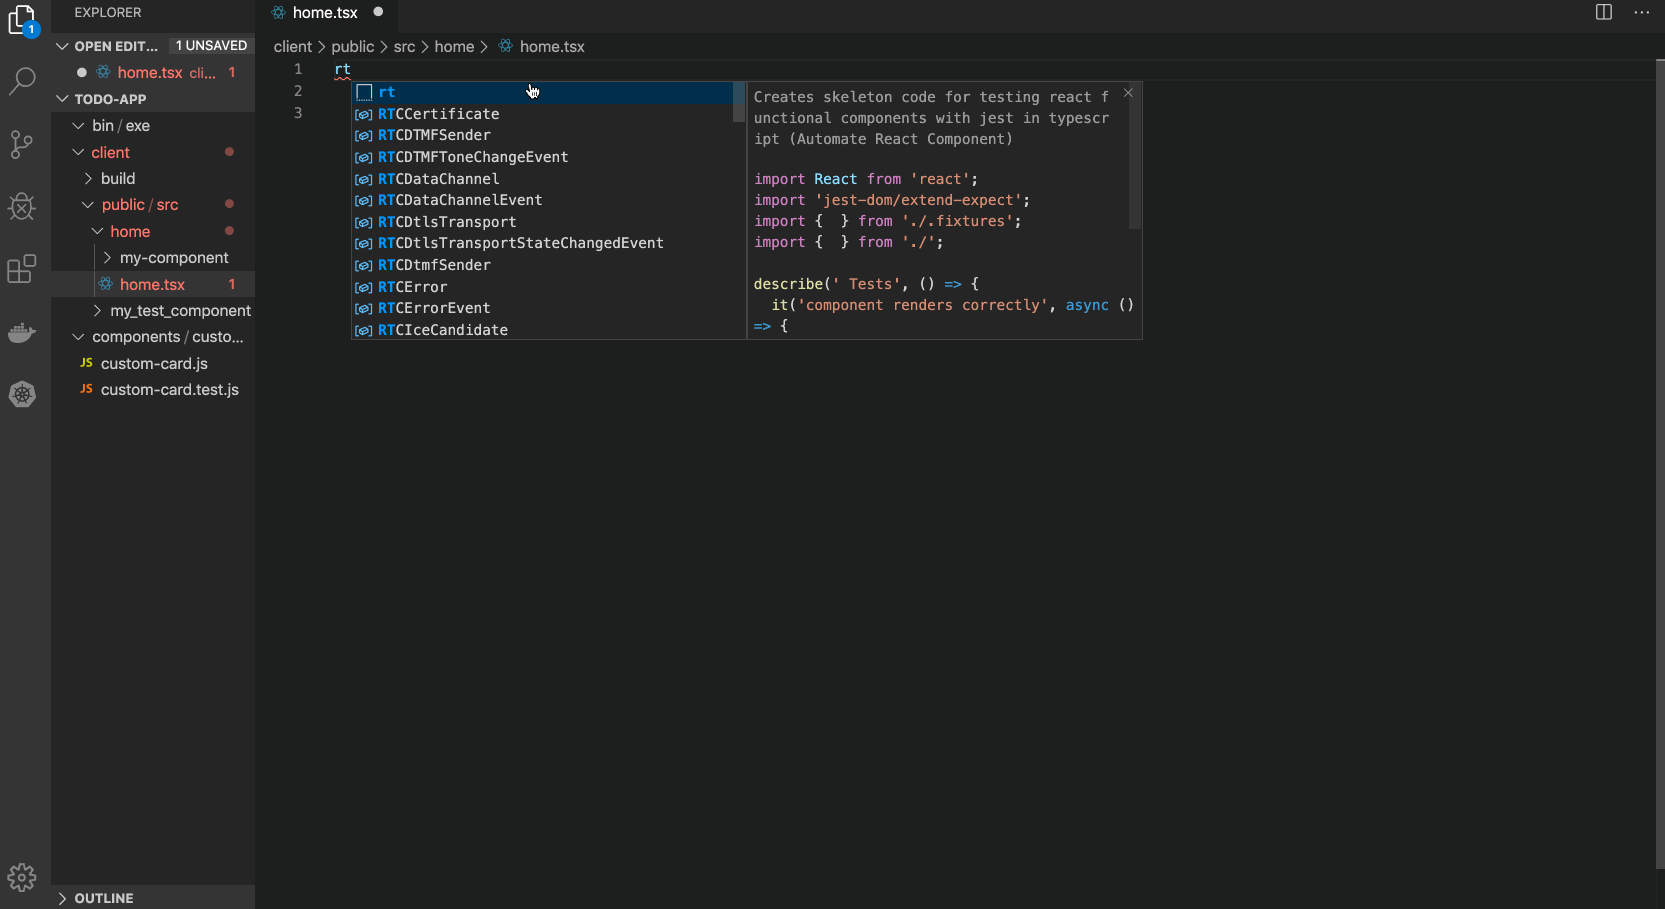 EXPLORER
1
OPEN EDIT... 1 UNSAVED
home.tsx cli... 1
TODO-APP
bin / exe
client
build
public / src
home
my-component
home.tsx 1
my_test_component
components / custo...
JS custom-card.js
JS custom-card.test.js
OUTLINE
home.tsx
client > public > src > home > home.tsx
1 rt
2
3
rt
RTCCertificate
RTCDTMFSender
RTCDTMFToneChangeEvent
RTCDataChannel
RTCDataChannelEvent
RTCDtlsTransport
RTCDtlsTransportStateChangedEvent
RTCDtmfSender
RTCError
RTCErrorEvent
RTCIceCandidate
Creates skeleton code for testing react f
unctional components with jest in typescr
ipt (Automate React Component)
import React from 'react';
import 'jest-dom/extend-expect';
import {  } from './.fixtures';
import {  } from './';
describe(' Tests', () => {
it('component renders correctly', async ()
=> {